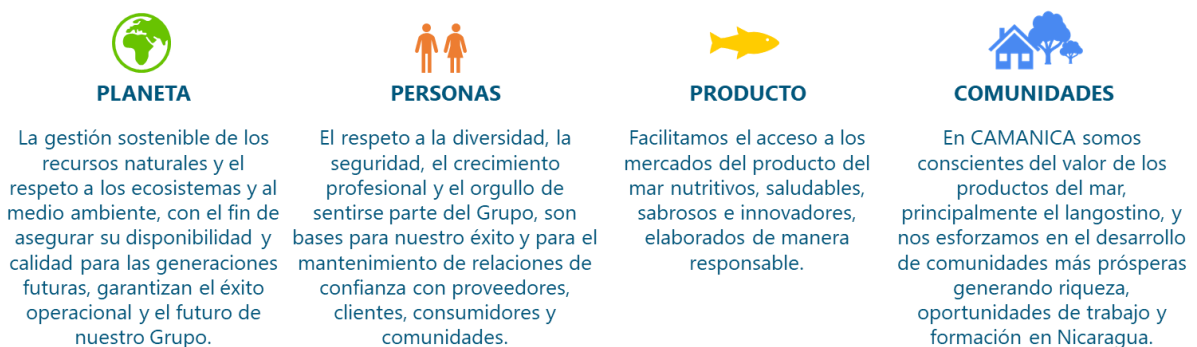 PLANETA
La gestión sostenible de los
recursos naturales y el
respeto a los ecosistemas y al
medio ambiente, con el fin de
asegurar su disponibilidad y
calidad para las generaciones
futuras, garantizan el éxito
operacional y el futuro de
nuestro Grupo.
PERSONAS
El respeto a la diversidad, la
seguridad, el crecimiento
profesional y el orgullo de
sentirse parte del Grupo, son
bases para nuestro éxito y para el
mantenimiento de relaciones de
confianza con proveedores,
clientes, consumidores y
comunidades.
PRODUCTO
Facilitamos el acceso a los
mercados del producto del
mar nutritivos, saludables,
sabrosos e innovadores,
elaborados de manera
responsable.
COMUNIDADES
En CAMANICA somos
conscientes del valor de los
productos del mar,
principalmente el langostino, y
nos esforzamos en el desarrollo
de comunidades más prósperas
generando riqueza,
oportunidades de trabajo y
formación en Nicaragua.